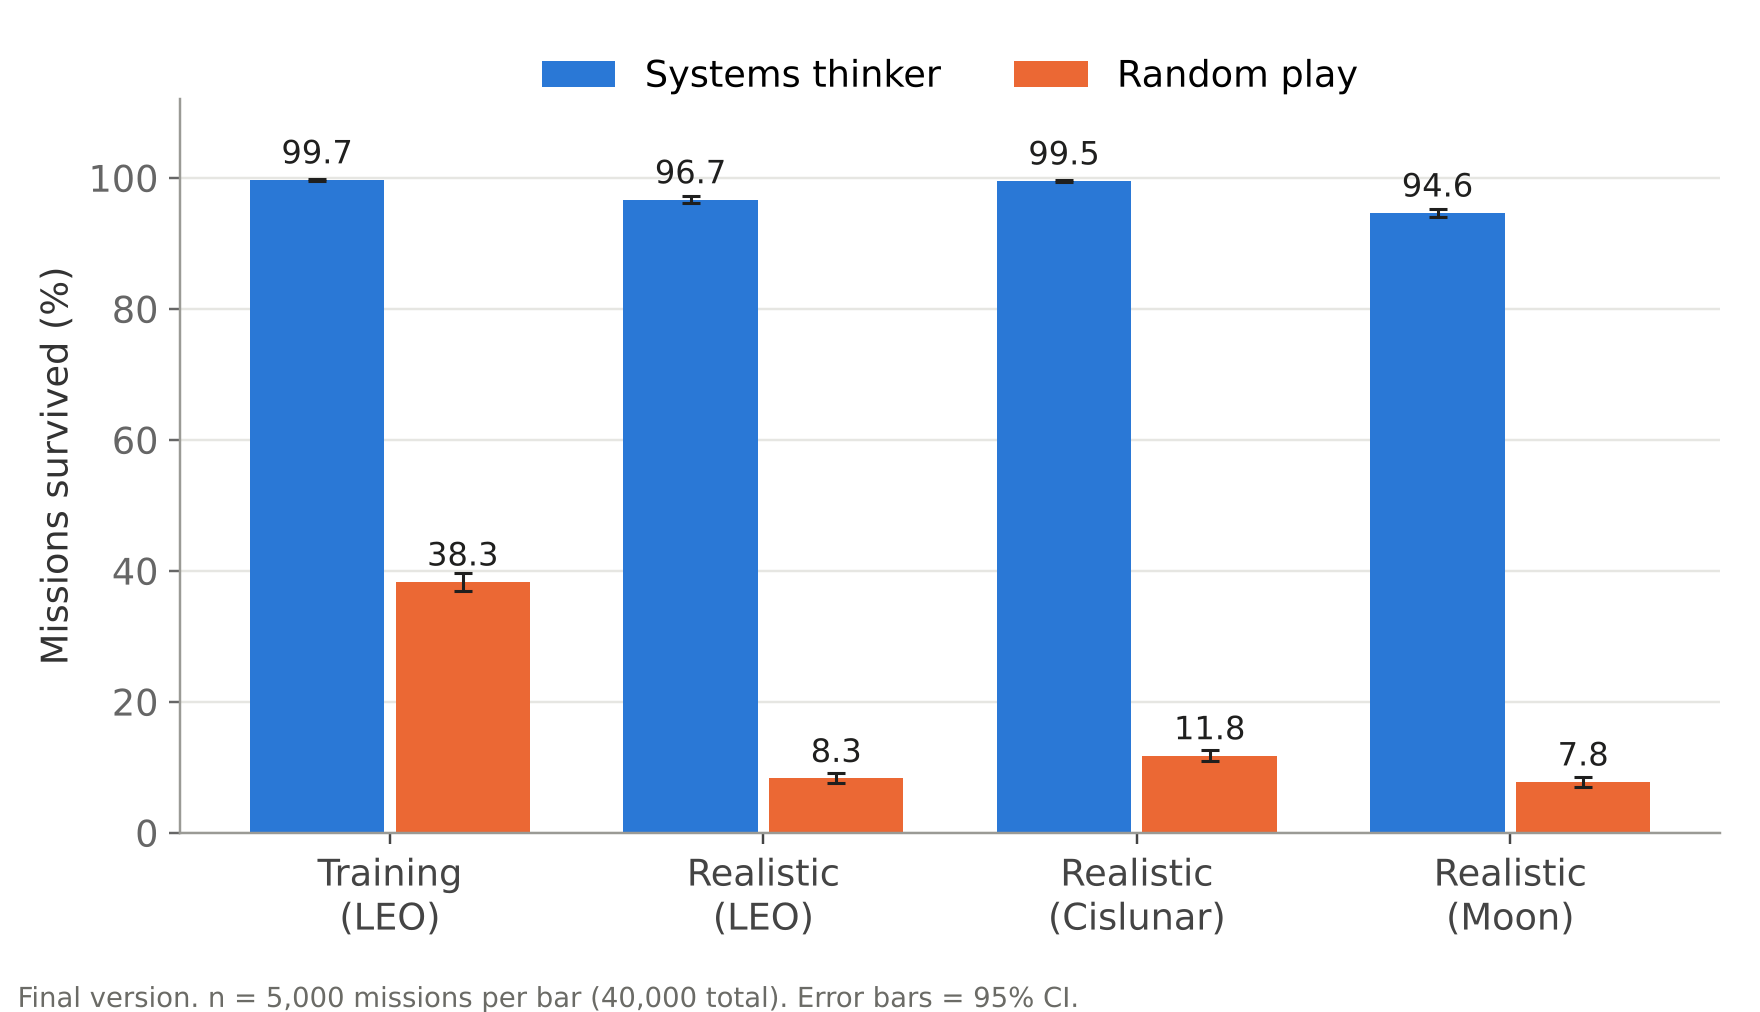 Systems thinker Random play
Missions survived (%)
100
80
60
40
20
0
99.7
38.3
96.7
8.3
99.5
11.8
94.6
7.8
Training
(LEO)
Realistic
(LEO)
Realistic
(Cislunar)
Realistic
(Moon)
Final version. n = 5,000 missions per bar (40,000 total). Error bars = 95% CI.